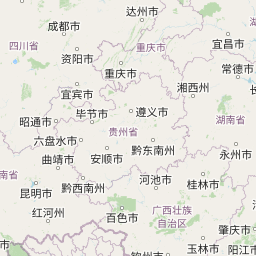 达州市
成都市
四川省
重庆市
宜昌市
资阳市
重庆市
常德市
宜宾市
湘西州
毕节市
遵义市
昭通市
湖南省
贵州省
六盘水市
黔东南州
曲靖市
安顺市
永州市
南省
黔西南州
河池市
桂林市
昆明市
红河州
百色市
广西壮族
自治区
肇庆市
玉林市
阳江市
钦州市